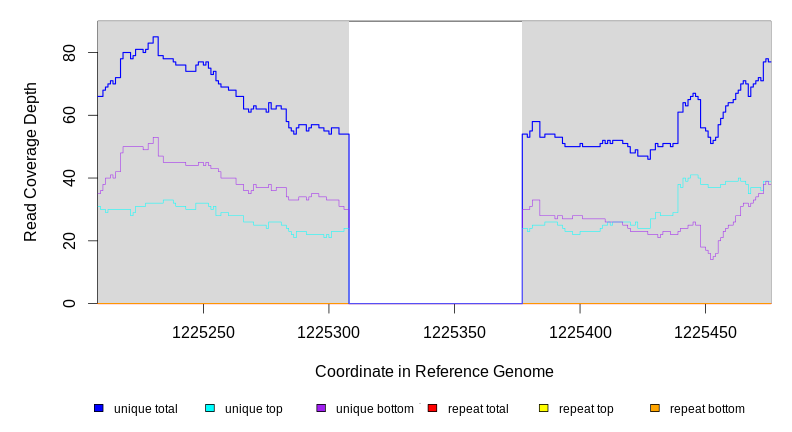 Read Coverage Depth
80
60
40
20
0
1225250 1225300 1225350 1225400 1225450
Coordinate in Reference Genome
unique total unique top unique bottom repeat total repeat top repeat bottom